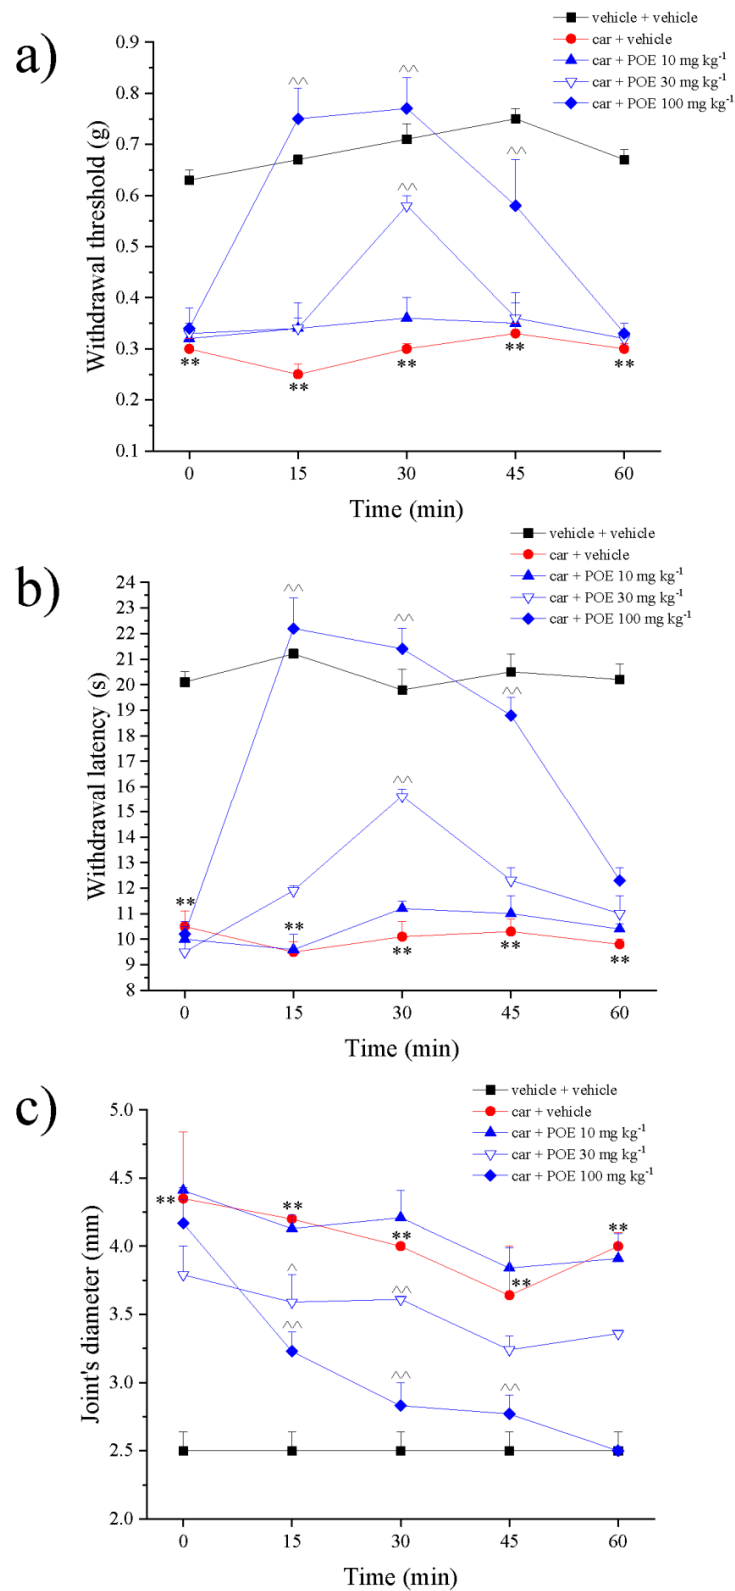 a)
vehicle + vehicle
car + vehicle
car + POE 10 mg kg⁻¹
car + POE 30 mg kg⁻¹
car + POE 100 mg kg⁻¹
Withdrawal threshold (g)
0.9
0.8
0.7
0.6
0.5
0.4
0.3
0.2
0.1
^^ ^^
^^
^^
** ** ** ** **
0 15 30 45 60
Time (min)
b)
vehicle + vehicle
car + vehicle
car + POE 10 mg kg⁻¹
car + POE 30 mg kg⁻¹
car + POE 100 mg kg⁻¹
Withdrawal latency (s)
24
23
22
21
20
19
18
17
16
15
14
13
12
11
10
9
8
^^ ^^
^^
^^
** ** ** ** **
0 15 30 45 60
Time (min)
c)
vehicle + vehicle
car + vehicle
car + POE 10 mg kg⁻¹
car + POE 30 mg kg⁻¹
car + POE 100 mg kg⁻¹
Joint's diameter (mm)
5.0
4.5
4.0
3.5
3.0
2.5
2.0
** ** ** ** **
^ ^^
^^ ^^ ^^
0 15 30 45 60
Time (min)